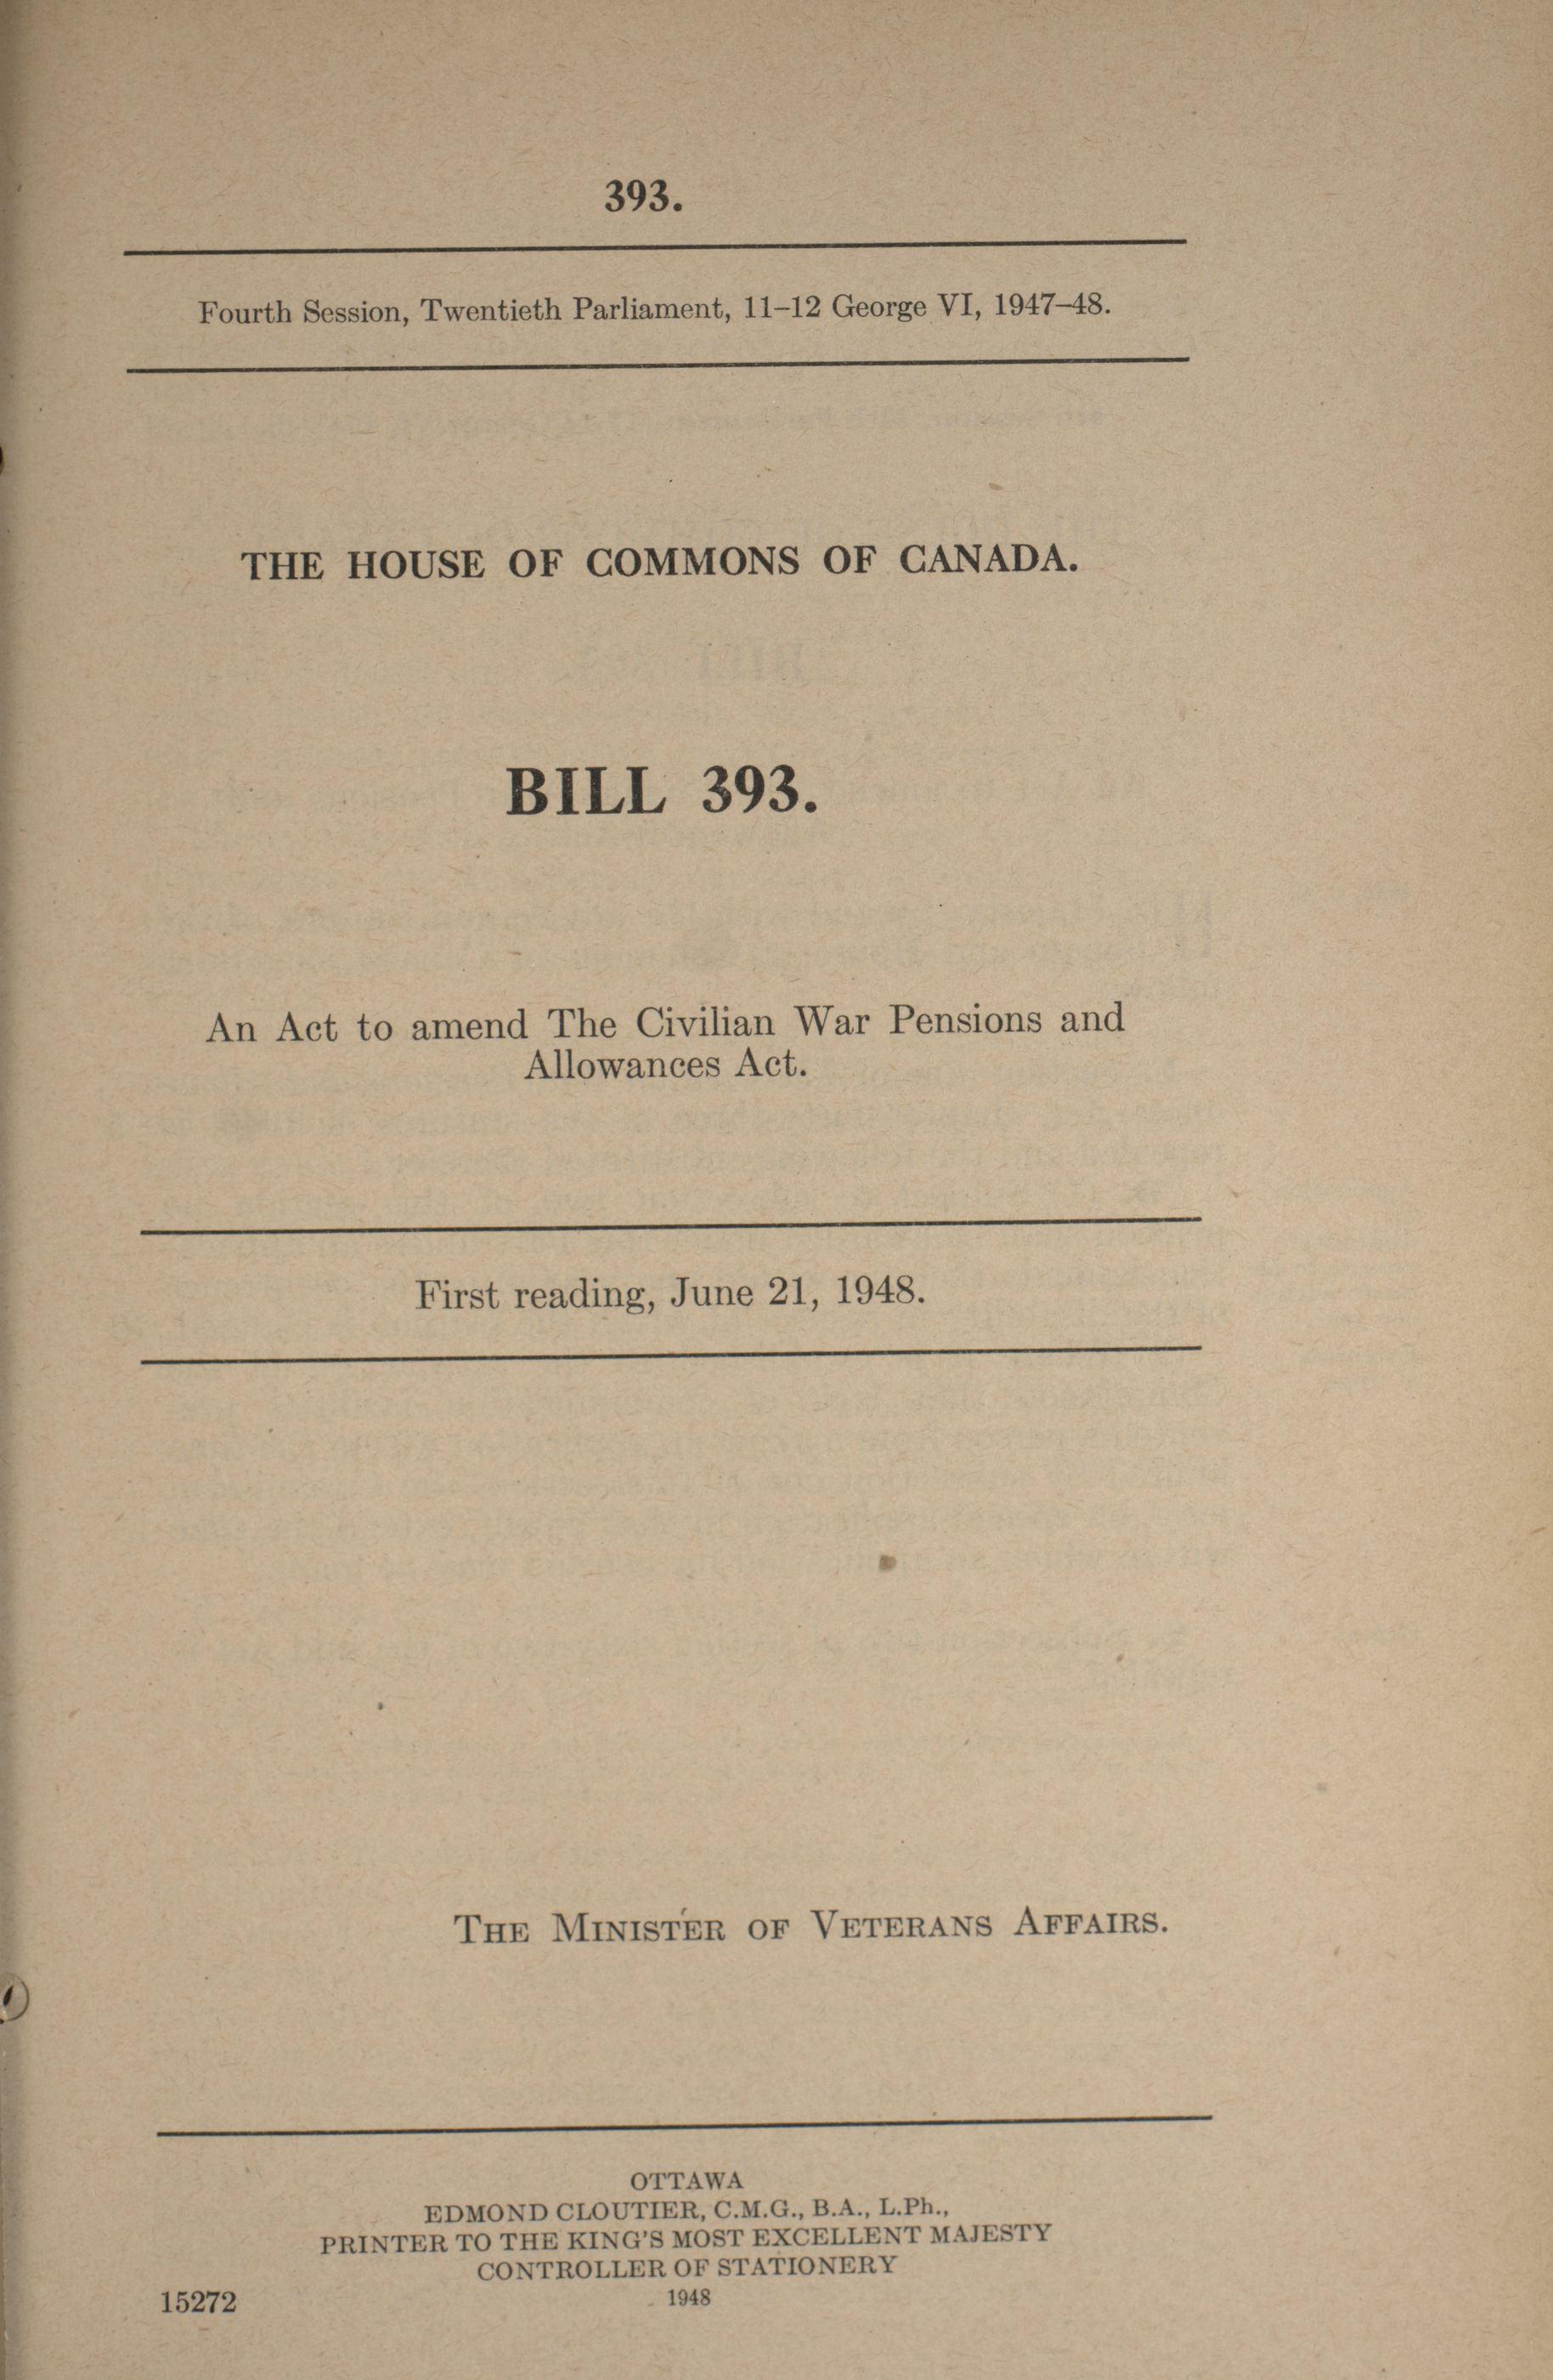 393.
Fourth Session, Twentieth Parliament, 11–12 George VI, 1947–48.
THE HOUSE OF COMMONS OF CANADA.
BILL 393.
An Act to amend The Civilian War Pensions and
Allowances Act.
First reading, June 21, 1948.
THE MINISTER OF VETERANS AFFAIRS.
OTTAWA
EDMOND CLOUTIER, C.M.G., B.A., L.Ph.,
PRINTER TO THE KING'S MOST EXCELLENT MAJESTY
CONTROLLER OF STATIONERY
1948
15272